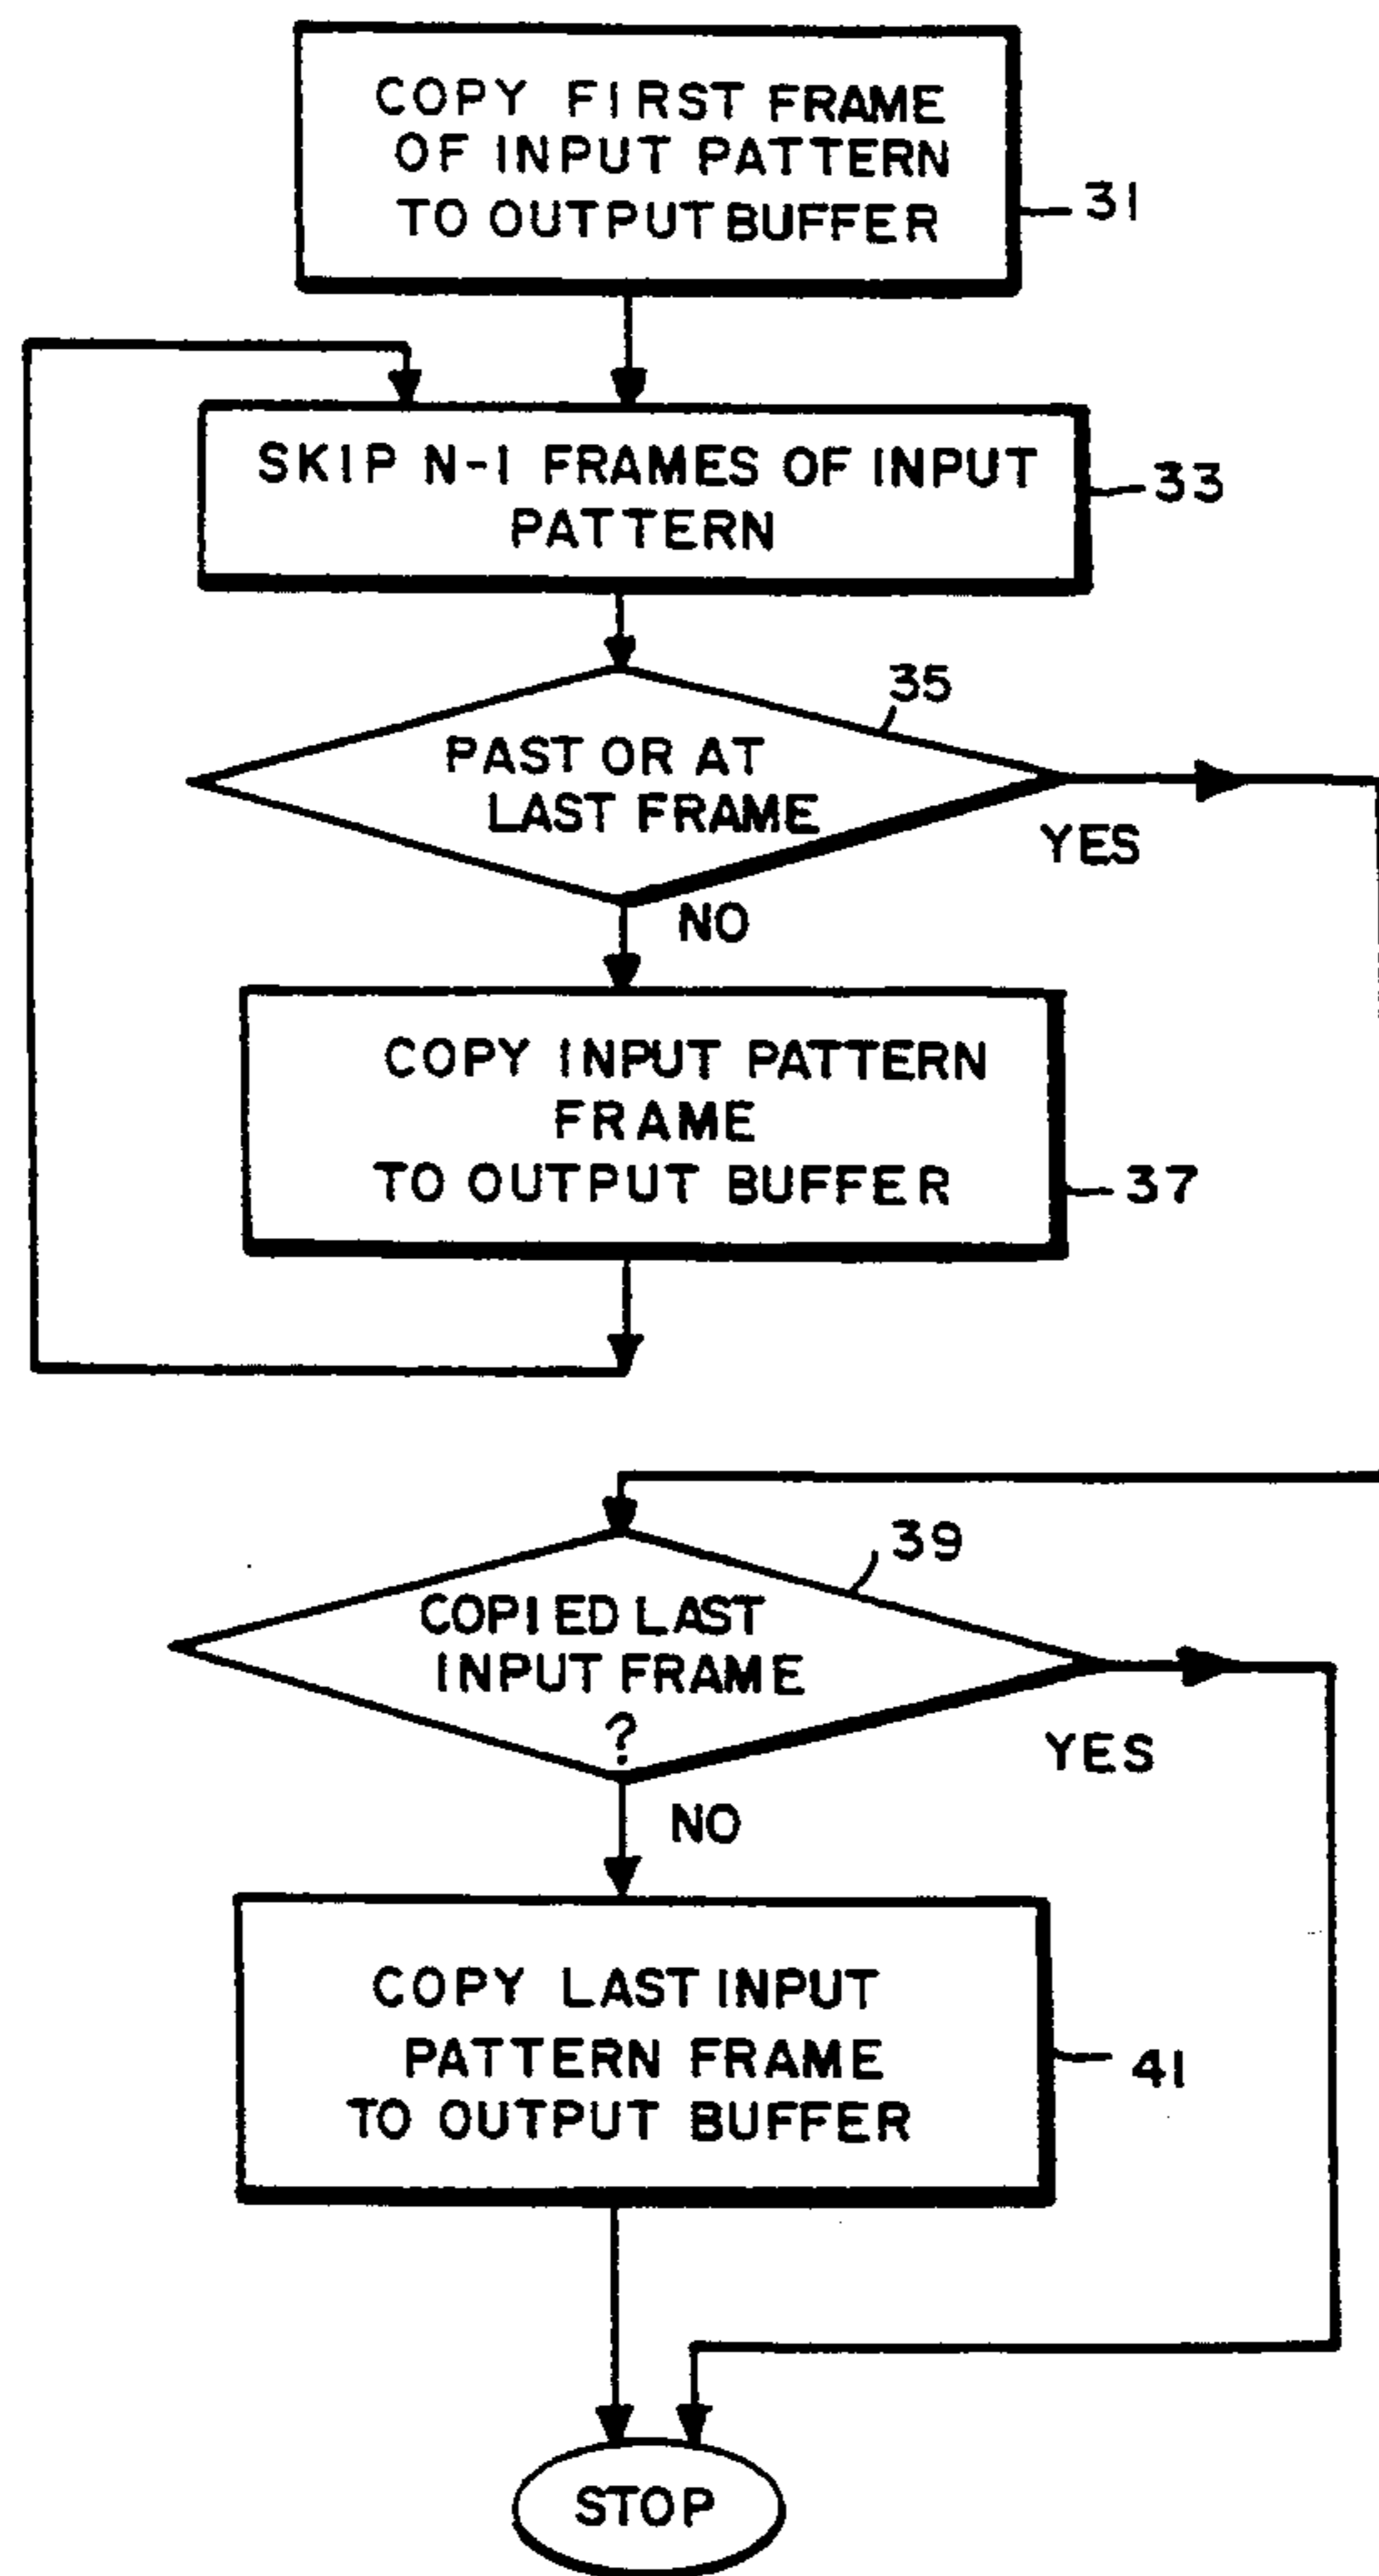 COPY FIRST FRAME
OF INPUT PATTERN
TO OUTPUT BUFFER
31
SKIP N-1 FRAMES OF INPUT
PATTERN
33
35
PAST OR AT
LAST FRAME
YES
NO
COPY INPUT PATTERN
FRAME
TO OUTPUT BUFFER
37
39
COPIED LAST
INPUT FRAME
?
YES
NO
COPY LAST INPUT
PATTERN FRAME
TO OUTPUT BUFFER
41
STOP